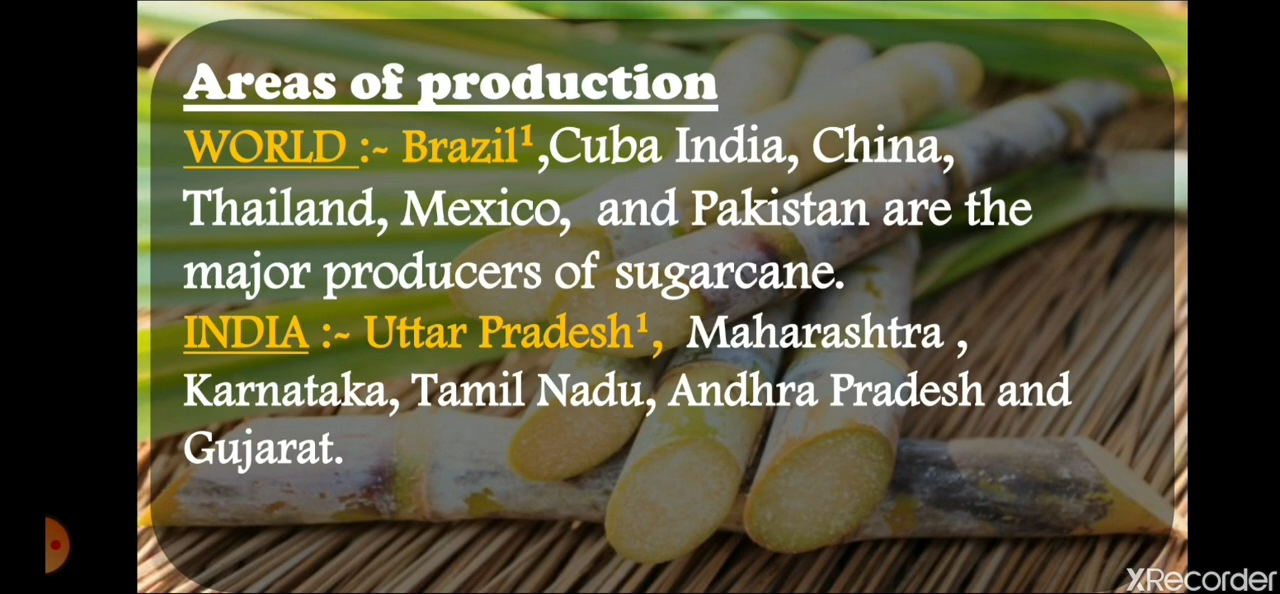 Areas of production
WORLD :- Brazil¹,Cuba India, China,
Thailand, Mexico, and Pakistan are the
major producers of sugarcane.
INDIA :- Uttar Pradesh¹, Maharashtra ,
Karnataka, Tamil Nadu, Andhra Pradesh and
Gujarat.
XRecorder